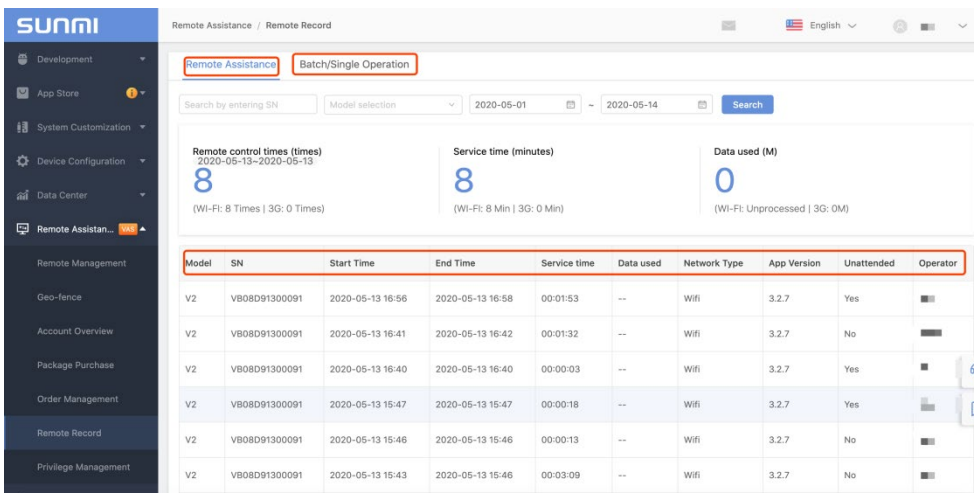 SUNMI
Remote Assistance / Remote Record
English
Development
App Store
System Customization
Device Configuration
Data Center
Remote Assistan... VAS
Remote Management
Geo-fence
Account Overview
Package Purchase
Order Management
Remote Record
Privilege Management
Remote Assistance Batch/Single Operation
Search by entering SN Model selection 2020-05-01 ~ 2020-05-14 Search
Remote control times (times) Service time (minutes) Data used (M)
2020-05-13~2020-05-13
8 8 0
(WI-FI: 8 Times | 3G: 0 Times) (WI-FI: 8 Min | 3G: 0 Min) (WI-FI: Unprocessed | 3G: 0M)
Model SN Start Time End Time Service time Data used Network Type App Version Unattended Operator
V2 VB08D91300091 2020-05-13 16:56 2020-05-13 16:58 00:01:53 -- Wifi 3.2.7 Yes
V2 VB08D91300091 2020-05-13 16:41 2020-05-13 16:42 00:01:32 -- Wifi 3.2.7 No
V2 VB08D91300091 2020-05-13 16:40 2020-05-13 16:40 00:00:03 -- Wifi 3.2.7 Yes
V2 VB08D91300091 2020-05-13 15:47 2020-05-13 15:47 00:00:18 -- Wifi 3.2.7 Yes
V2 VB08D91300091 2020-05-13 15:46 2020-05-13 15:46 00:00:13 -- Wifi 3.2.7 No
V2 VB08D91300091 2020-05-13 15:43 2020-05-13 15:46 00:03:09 -- Wifi 3.2.7 No